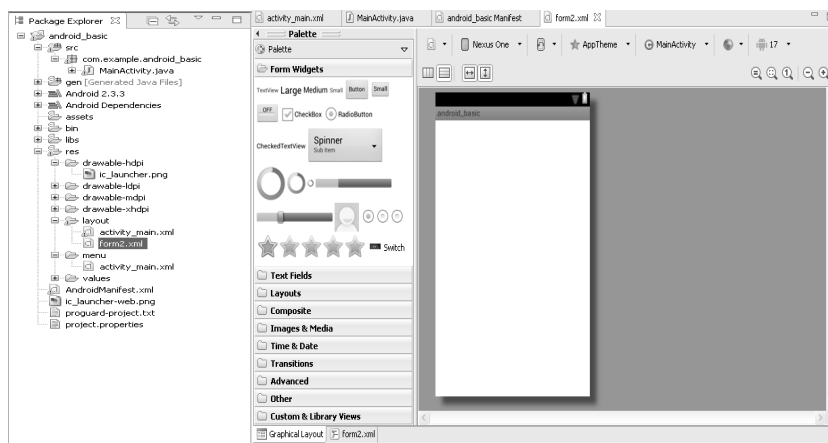 Package Explorer
android_basic
src
com.example.android_basic
MainActivity.java
gen [Generated Java Files]
Android 2.3.3
Android Dependencies
assets
bin
libs
res
drawable-hdpi
ic_launcher.png
drawable-ldpi
drawable-mdpi
drawable-xhdpi
layout
activity_main.xml
form2.xml
menu
activity_main.xml
values
AndroidManifest.xml
ic_launcher-web.png
proguard-project.txt
project.properties
activity_main.xml MainActivity.java android_basic Manifest form2.xml
Palette
Palette
Form Widgets
TextView Large Medium Small Button Small
OFF CheckBox RadioButton
CheckedTextView Spinner
Sub Item
Switch
Text Fields
Layouts
Composite
Images & Media
Time & Date
Transitions
Advanced
Other
Custom & Library Views
Graphical Layout form2.xml
Nexus One AppTheme MainActivity 17
android_basic